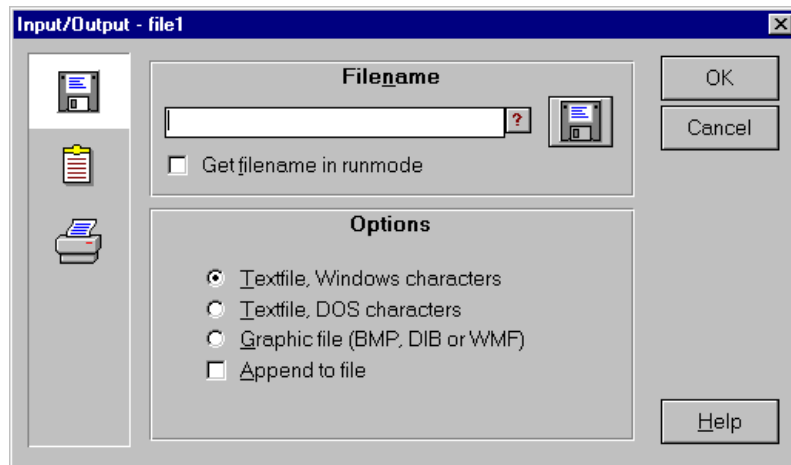 Input/Output - file1
Filename
?
Get filename in runmode
OK
Cancel
Options
Textfile, Windows characters
Textfile, DOS characters
Graphic file (BMP, DIB or WMF)
Append to file
Help